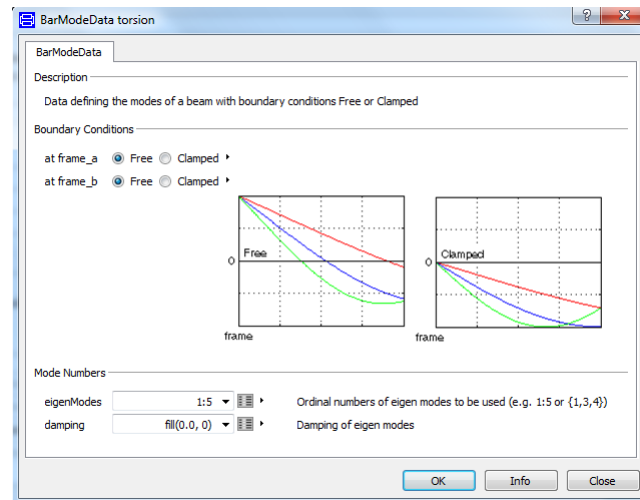 BarModeData torsion
BarModeData
Description
Data defining the modes of a beam with boundary conditions Free or Clamped
Boundary Conditions
at frame_a Free Clamped
at frame_b Free Clamped
0 Free
0 Clamped
frame
frame
Mode Numbers
eigenModes 1:5 Ordinal numbers of eigen modes to be used (e.g. 1:5 or {1,3,4})
damping fill(0.0, 0) Damping of eigen modes
OK Info Close